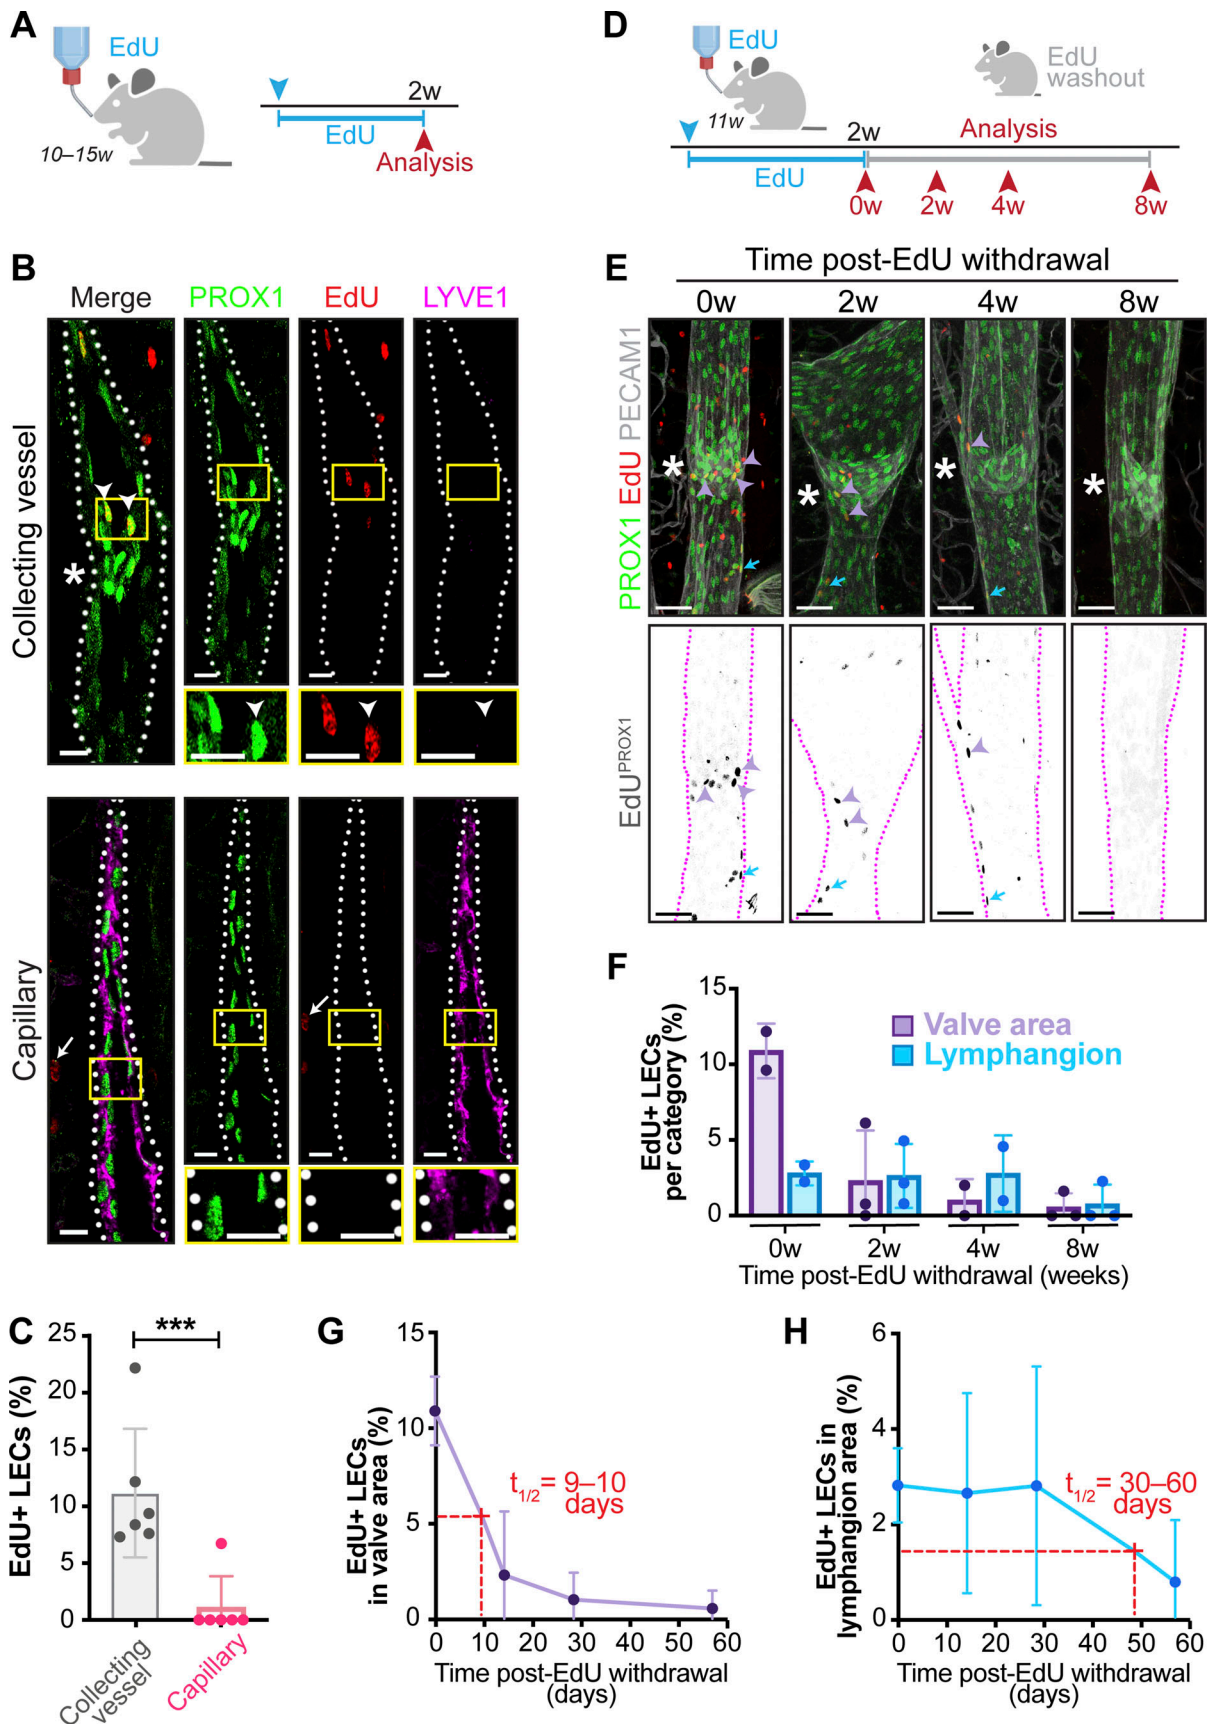 A
EdU
10–15w
2w
EdU
Analysis
D
EdU
11w
EdU
washout
2w
Analysis
EdU
0w
2w
4w
8w
B
Merge
PROX1
EdU
LYVE1
Collecting vessel
*
Capillary
E
Time post-EdU withdrawal
0w
2w
4w
8w
PROX1 EdU PECAM1
*
*
*
*
EdU^PROX1
F
EdU+ LECs
per category (%)
15
10
5
0
Valve area
Lymphangion
0w
2w
4w
8w
Time post-EdU withdrawal (weeks)
C
EdU+ LECs (%)
25
20
15
10
5
0
***
Collecting
vessel
Capillary
G
EdU+ LECs
in valve area (%)
15
10
5
0
t1/2= 9–10
days
0 10 20 30 40 50 60
Time post-EdU withdrawal
(days)
H
EdU+ LECs in
lymphangion area (%)
6
4
2
0
t1/2= 30–60
days
0 10 20 30 40 50 60
Time post-EdU withdrawal
(days)